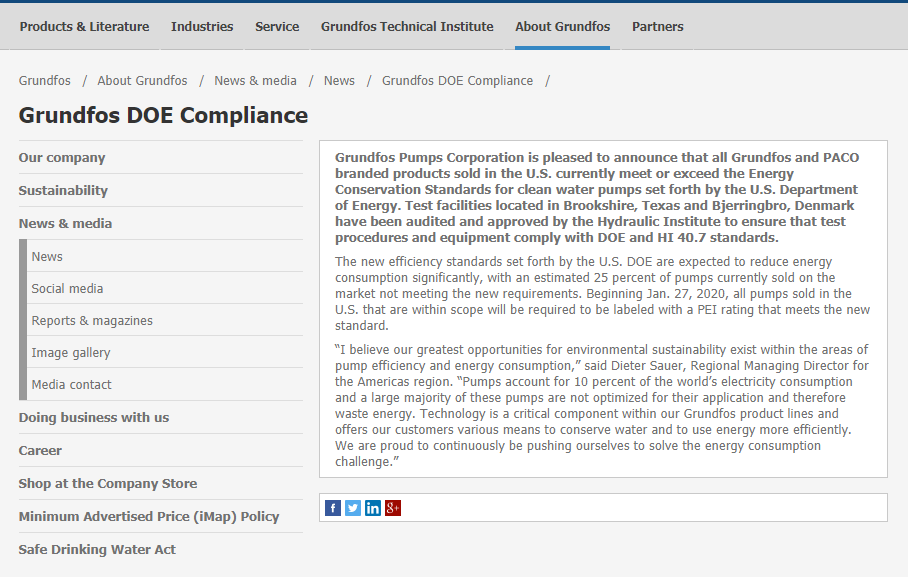 Products & Literature Industries Service Grundfos Technical Institute About Grundfos Partners
Grundfos / About Grundfos / News & media / News / Grundfos DOE Compliance /
Grundfos DOE Compliance
Our company
Sustainability
News & media
News
Social media
Reports & magazines
Image gallery
Media contact
Doing business with us
Career
Shop at the Company Store
Minimum Advertised Price (iMap) Policy
Safe Drinking Water Act
Grundfos Pumps Corporation is pleased to announce that all Grundfos and PACO
branded products sold in the U.S. currently meet or exceed the Energy
Conservation Standards for clean water pumps set forth by the U.S. Department
of Energy. Test facilities located in Brookshire, Texas and Bjerringbro, Denmark
have been audited and approved by the Hydraulic Institute to ensure that test
procedures and equipment comply with DOE and HI 40.7 standards.
The new efficiency standards set forth by the U.S. DOE are expected to reduce energy
consumption significantly, with an estimated 25 percent of pumps currently sold on the
market not meeting the new requirements. Beginning Jan. 27, 2020, all pumps sold in the
U.S. that are within scope will be required to be labeled with a PEI rating that meets the new
standard.
“I believe our greatest opportunities for environmental sustainability exist within the areas of
pump efficiency and energy consumption,” said Dieter Sauer, Regional Managing Director for
the Americas region. “Pumps account for 10 percent of the world’s electricity consumption
and a large majority of these pumps are not optimized for their application and therefore
waste energy. Technology is a critical component within our Grundfos product lines and
offers our customers various means to conserve water and to use energy more efficiently.
We are proud to continuously be pushing ourselves to solve the energy consumption
challenge.”
f in g+